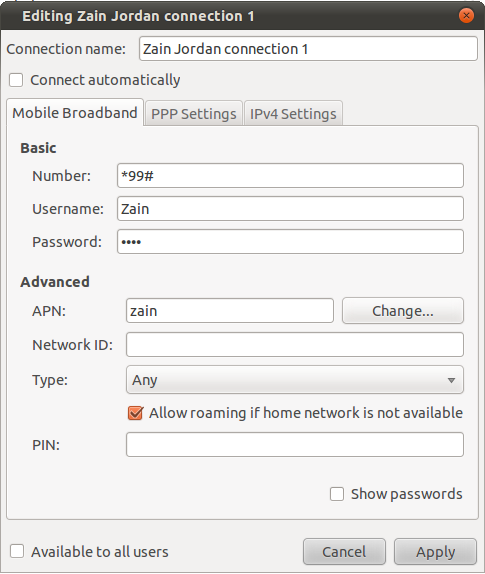 Editing Zain Jordan connection 1
Connection name: Zain Jordan connection 1
Connect automatically
Mobile Broadband PPP Settings IPv4 Settings
Basic
Number: *99#
Username: Zain
Password: ••••
Advanced
APN: zain Change...
Network ID:
Type: Any
Allow roaming if home network is not available
PIN:
Show passwords
Available to all users Cancel Apply